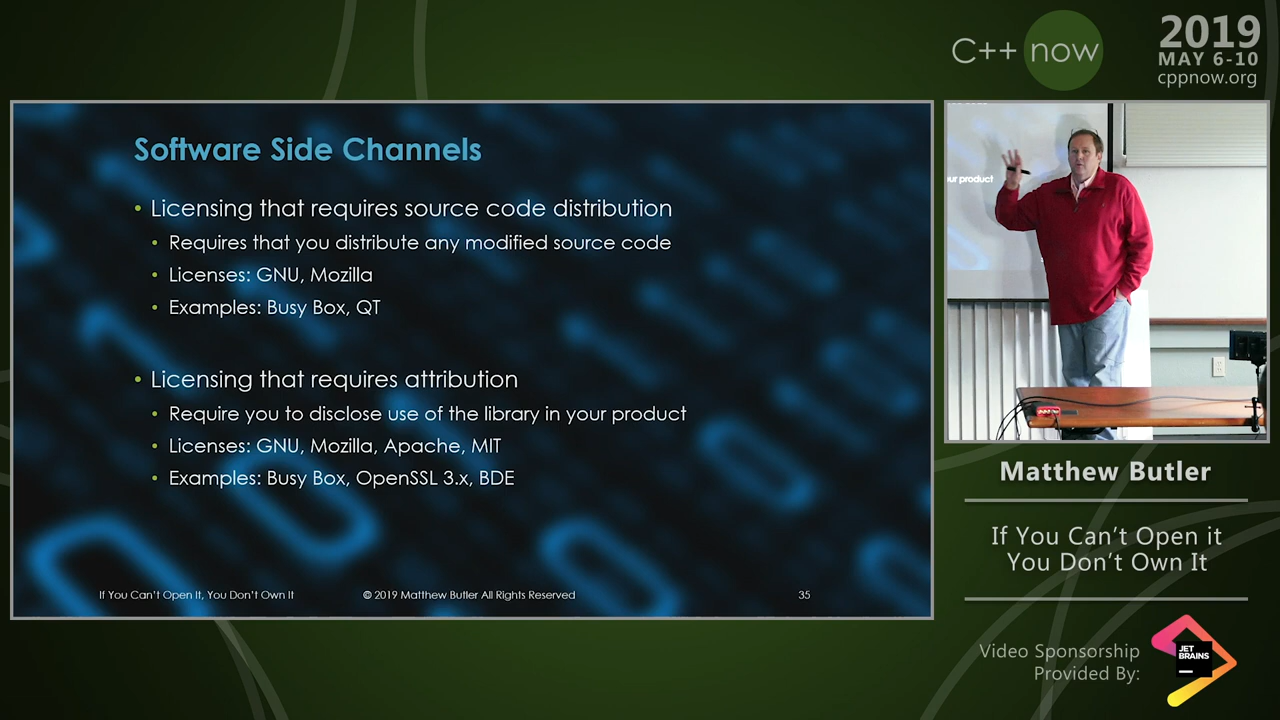 C++ now
2019
MAY 6-10
cppnow.org
Software Side Channels
• Licensing that requires source code distribution
• Requires that you distribute any modified source code
• Licenses: GNU, Mozilla
• Examples: Busy Box, QT
• Licensing that requires attribution
• Require you to disclose use of the library in your product
• Licenses: GNU, Mozilla, Apache, MIT
• Examples: Busy Box, OpenSSL 3.x, BDE
If You Can't Open It, You Don't Own It
© 2019 Matthew Butler All Rights Reserved
35
ur product
Matthew Butler
If You Can't Open it
You Don't Own It
Video Sponsorship
Provided By:
JET
BRAINS